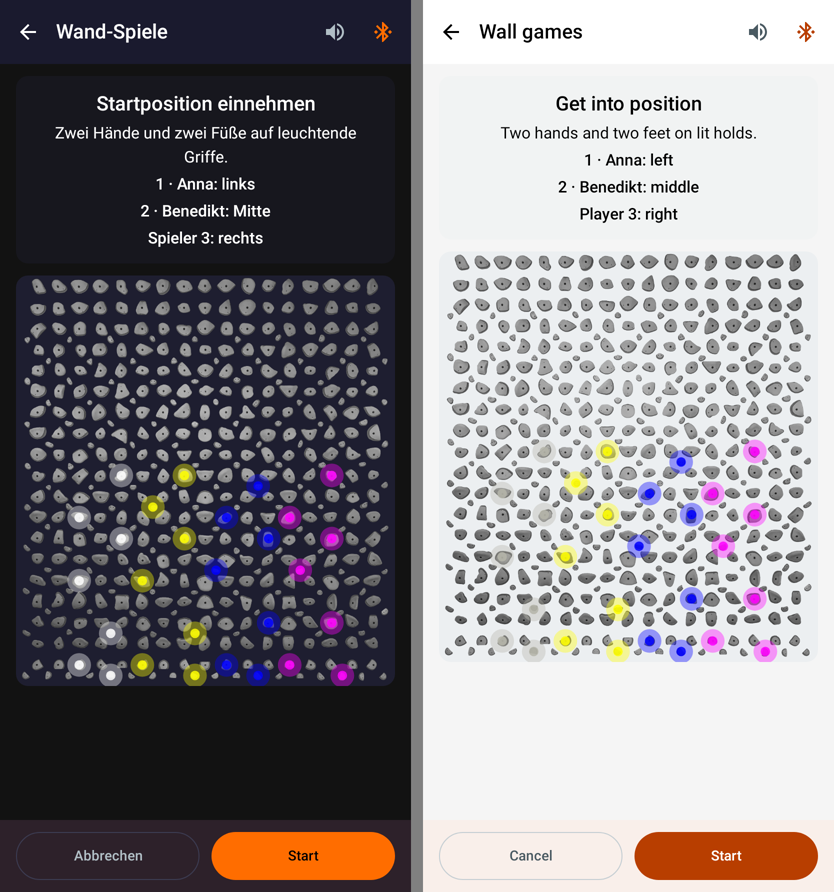 Wand-Spiele
Startposition einnehmen
Zwei Hände und zwei Füße auf leuchtende
Griffe.
1 · Anna: links
2 · Benedikt: Mitte
Spieler 3: rechts
Abbrechen
Start
Wall games
Get into position
Two hands and two feet on lit holds.
1 · Anna: left
2 · Benedikt: middle
Player 3: right
Cancel
Start